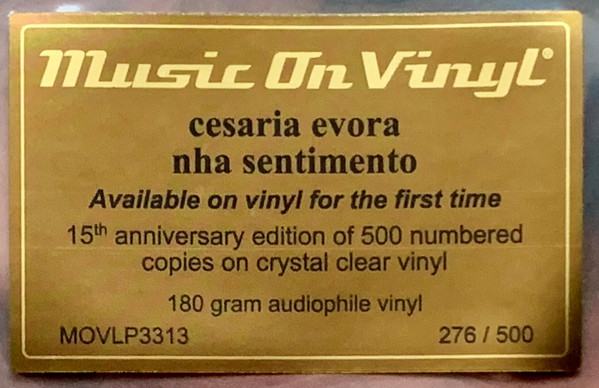 Music On Vinyl®
cesaria evora
nha sentimento
Available on vinyl for the first time
15th anniversary edition of 500 numbered
copies on crystal clear vinyl
180 gram audiophile vinyl
MOVLP3313 276 / 500